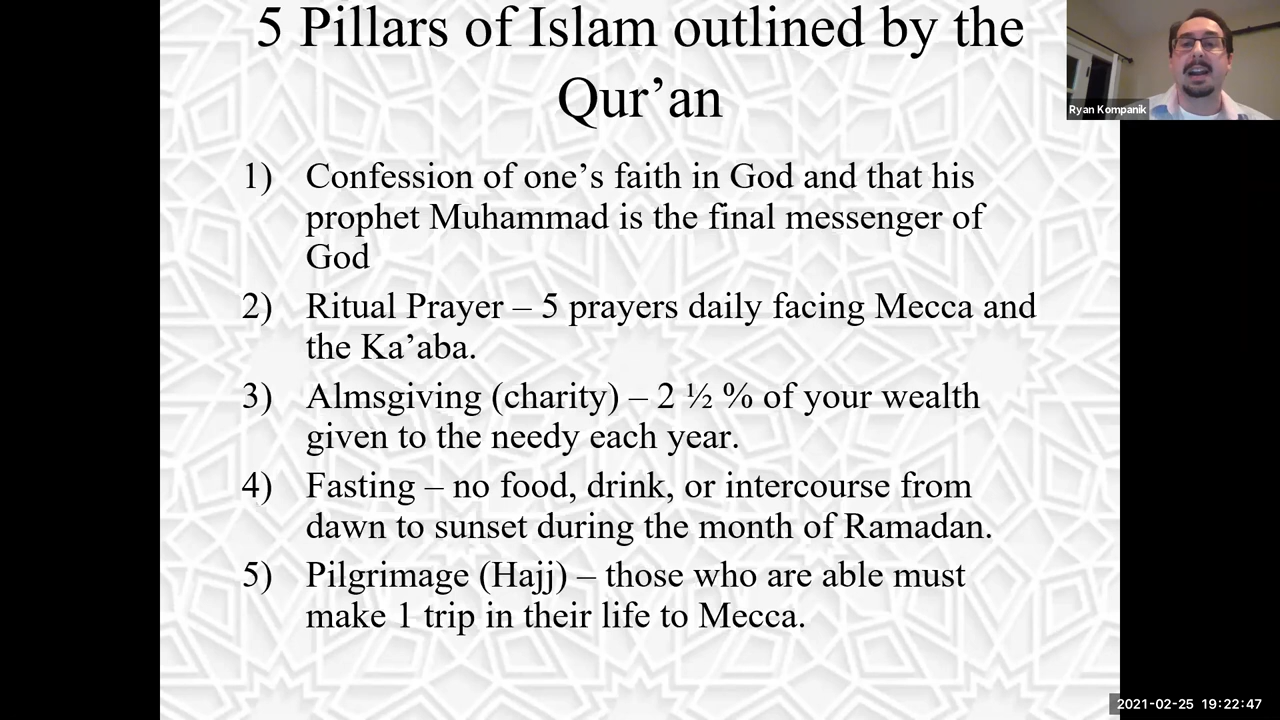 5 Pillars of Islam outlined by the
Qur’an
Ryan Kompanik
1) Confession of one’s faith in God and that his
prophet Muhammad is the final messenger of
God
2) Ritual Prayer – 5 prayers daily facing Mecca and
the Ka’aba.
3) Almsgiving (charity) – 2 ½ % of your wealth
given to the needy each year.
4) Fasting – no food, drink, or intercourse from
dawn to sunset during the month of Ramadan.
5) Pilgrimage (Hajj) – those who are able must
make 1 trip in their life to Mecca.
2021-02-25 19:22:47